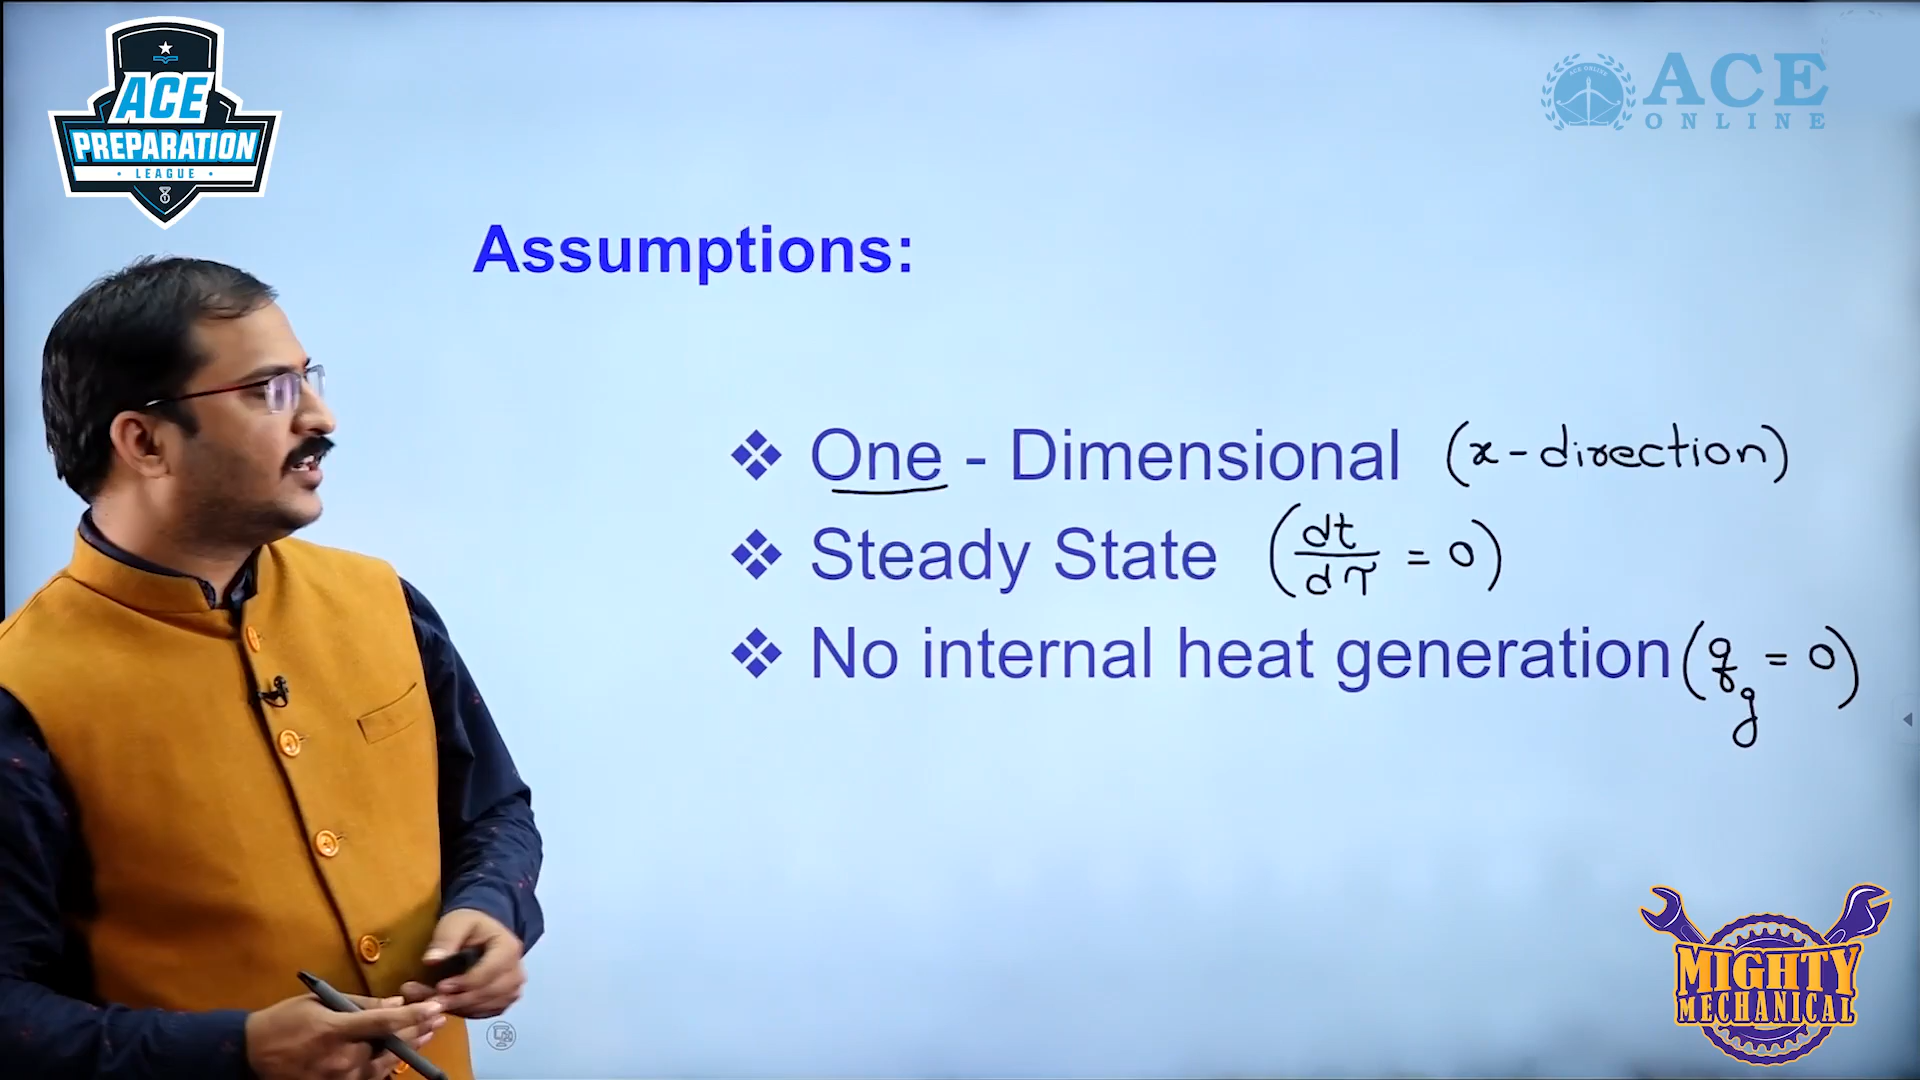 ACE
PREPARATION
LEAGUE
ACE
ONLINE
Assumptions:
❖ One - Dimensional (x-direction)
❖ Steady State (dt/dτ = 0)
❖ No internal heat generation (q_g = 0)
MIGHTY
MECHANICAL